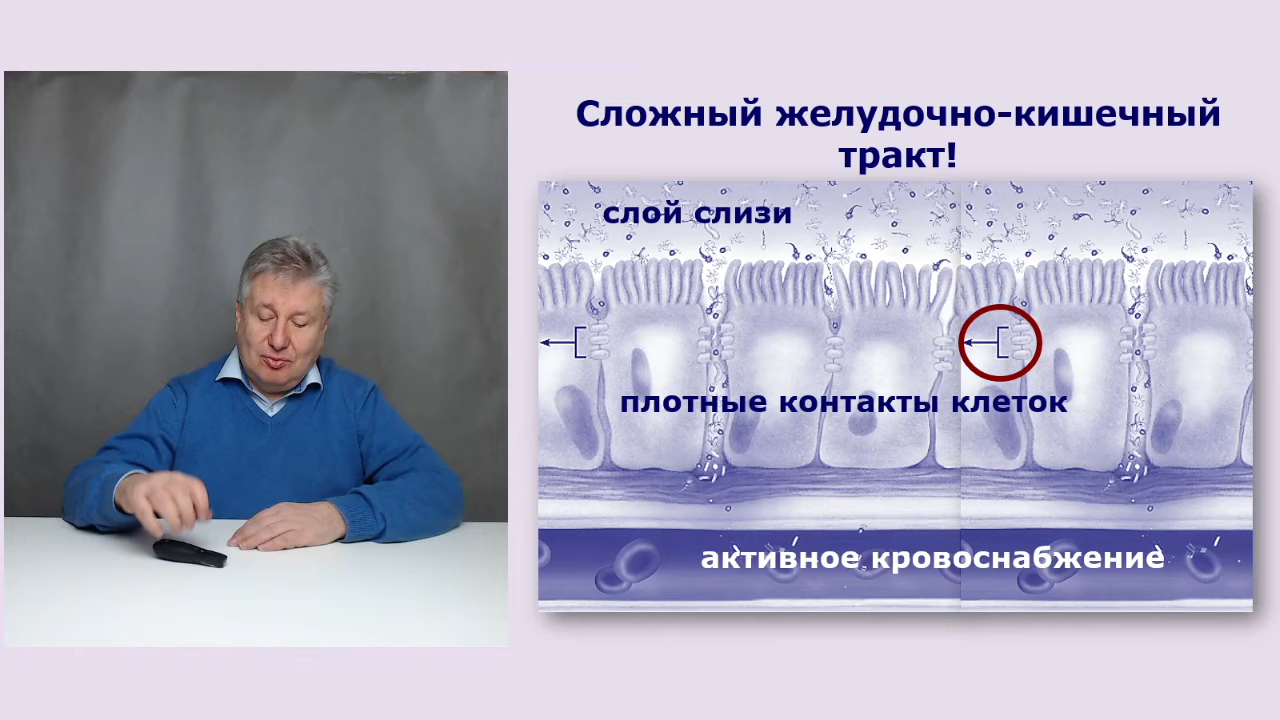 Сложный желудочно-кишечный
тракт!
слой слизи
плотные контакты клеток
активное кровоснабжение